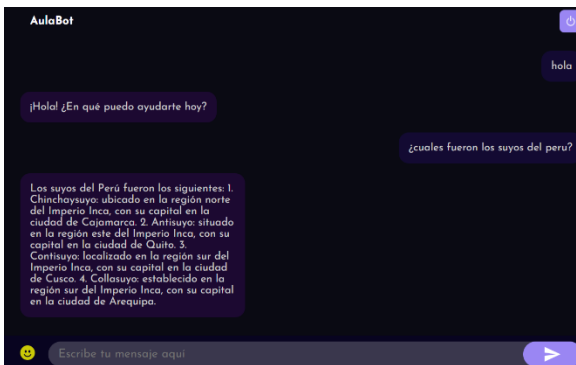 AulaBot
hola
¡Hola! ¿En qué puedo ayudarte hoy?
¿cuales fueron los suyos del peru?
Los suyos del Perú fueron los siguientes: 1.
Chinchaysuyo: ubicado en la región norte
del Imperio Inca, con su capital en la
ciudad de Cajamarca. 2. Antisuyo: situado
en la región este del Imperio Inca, con su
capital en la ciudad de Quito. 3.
Contisuyo: localizado en la región sur del
Imperio Inca, con su capital en la ciudad
de Cusco. 4. Collasuyo: establecido en la
región sur del Imperio Inca, con su capital
en la ciudad de Arequipa.
Escribe tu mensaje aquí